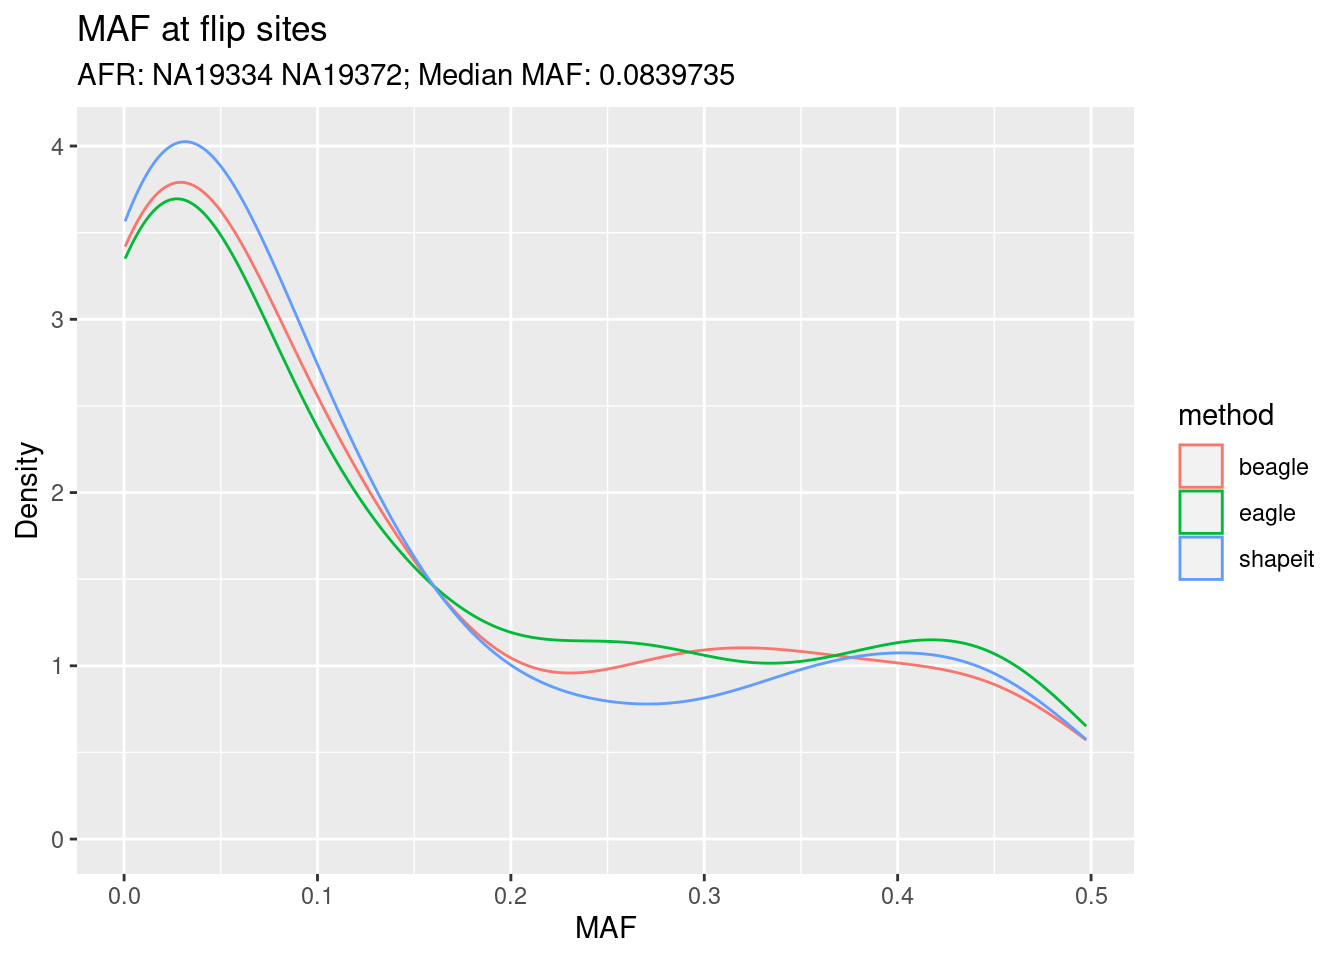 MAF at flip sites
AFR: NA19334 NA19372; Median MAF: 0.0839735
4
3
2
1
0
Density
0.0 0.1 0.2 0.3 0.4 0.5
MAF
method
beagle
eagle
shapeit